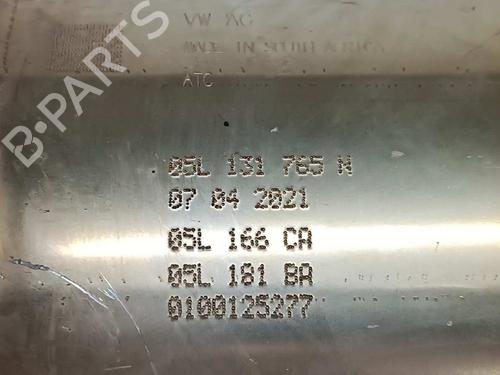 VW AG
MADE IN SOUTH AFRICA
ATC
05L 131 765 N
07 04 2021
05L 166 CA
05L 181 BA
0100125277
B-PARTS